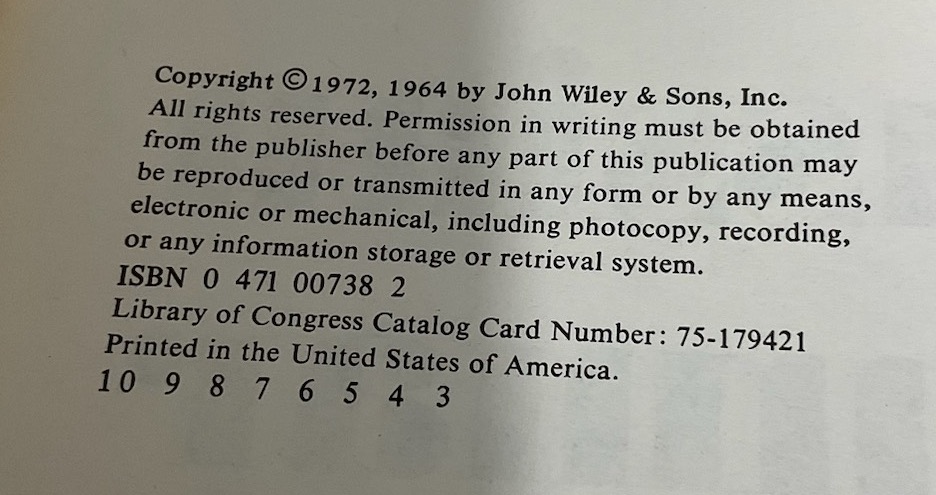 Copyright ©1972, 1964 by John Wiley & Sons, Inc.
All rights reserved. Permission in writing must be obtained
from the publisher before any part of this publication may
be reproduced or transmitted in any form or by any means,
electronic or mechanical, including photocopy, recording,
or any information storage or retrieval system.
ISBN 0 471 00738 2
Library of Congress Catalog Card Number: 75-179421
Printed in the United States of America.
10 9 8 7 6 5 4 3